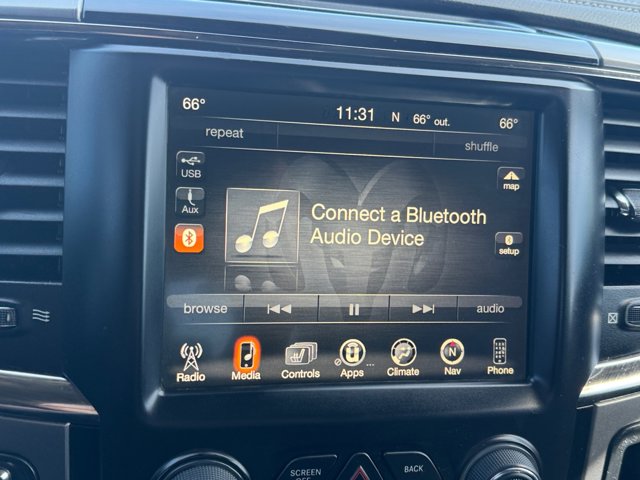 66° 11:31 N 66° out. 66°
repeat shuffle
USB
map
Aux
Connect a Bluetooth
Audio Device
setup
browse audio
Radio Media Controls Apps ... Climate Nav Phone
SCREEN
OFF
BACK